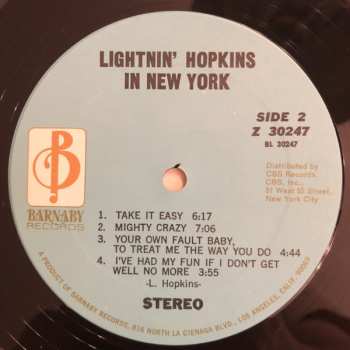 LIGHTNIN' HOPKINS
IN NEW YORK
SIDE 2
Z 30247
BL 30247
Distributed by
CBS Records,
CBS, Inc.,
51 West 52 Street,
New York City
B
BARNABY
RECORDS
1. TAKE IT EASY 6:17
2. MIGHTY CRAZY 7:06
3. YOUR OWN FAULT BABY,
TO TREAT ME THE WAY YOU DO 4:44
4. I'VE HAD MY FUN IF I DON'T GET
WELL NO MORE 3:55
-L. Hopkins-
STEREO
A PRODUCT OF BARNABY RECORDS, 816 NORTH LA CIENAGA BLVD., LOS ANGELES, CALIF. 90069